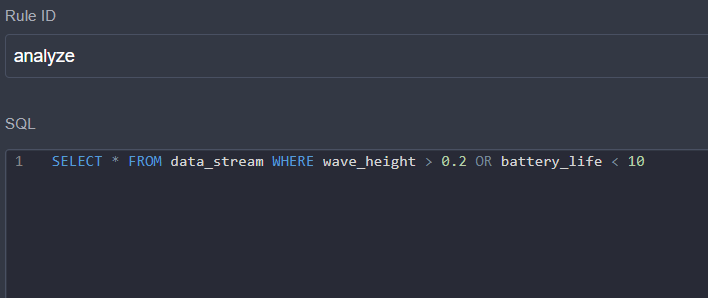 Rule ID
analyze
SQL
1 SELECT * FROM data_stream WHERE wave_height > 0.2 OR battery_life < 10